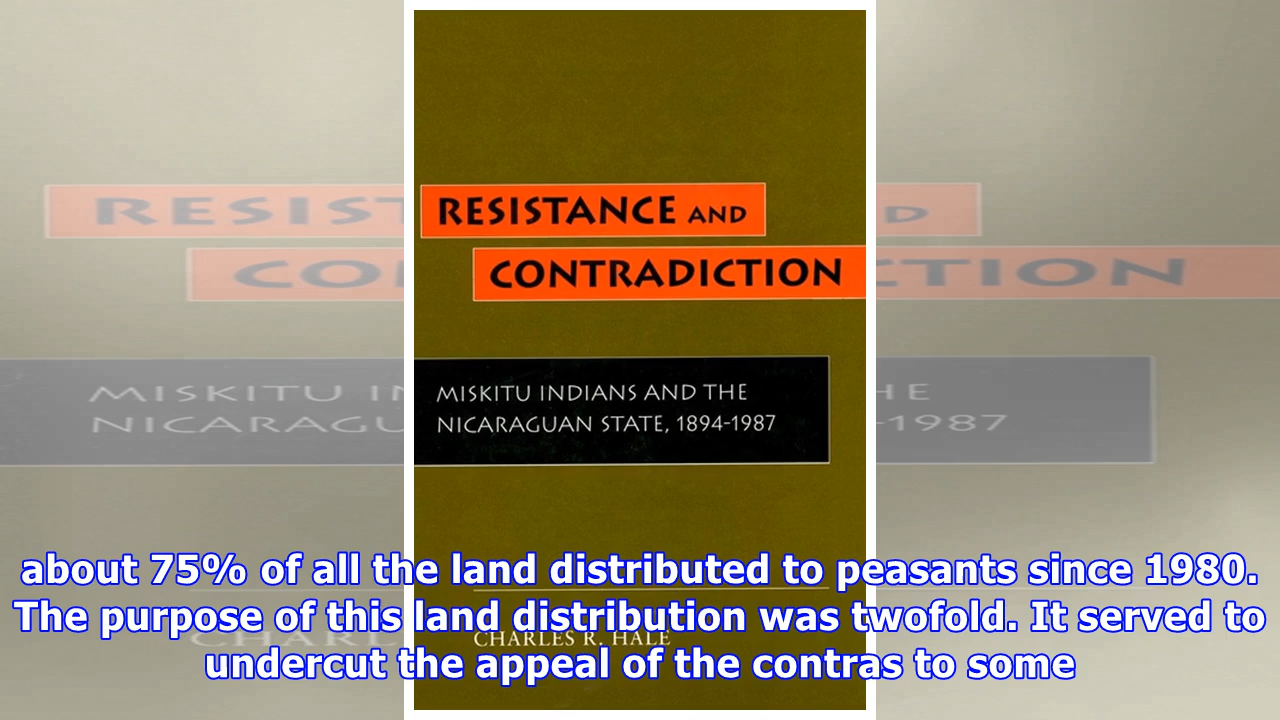 RESISTANCE AND
CONTRADICTION
MISKITU INDIANS AND THE
NICARAGUAN STATE, 1894-1987
about 75% of all the land distributed to peasants since 1980.
The purpose of this land distribution was twofold. It served to
CHARLES R. HALE
undercut the appeal of the contras to some